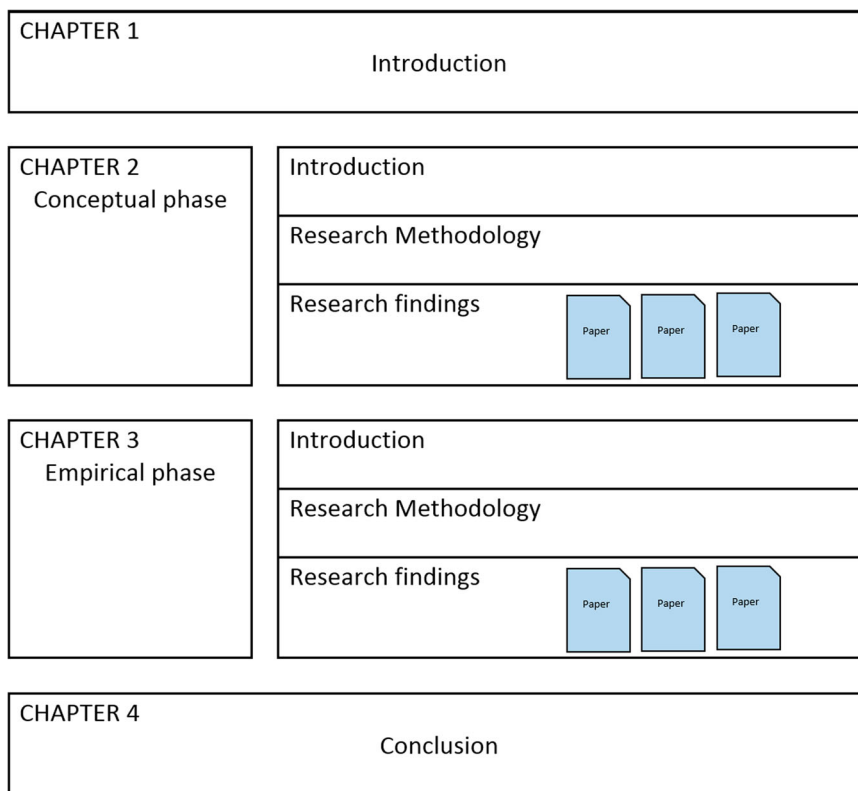 CHAPTER 1
Introduction
CHAPTER 2
Conceptual phase
Introduction
Research Methodology
Research findings
Paper
Paper
Paper
CHAPTER 3
Empirical phase
Introduction
Research Methodology
Research findings
Paper
Paper
Paper
CHAPTER 4
Conclusion